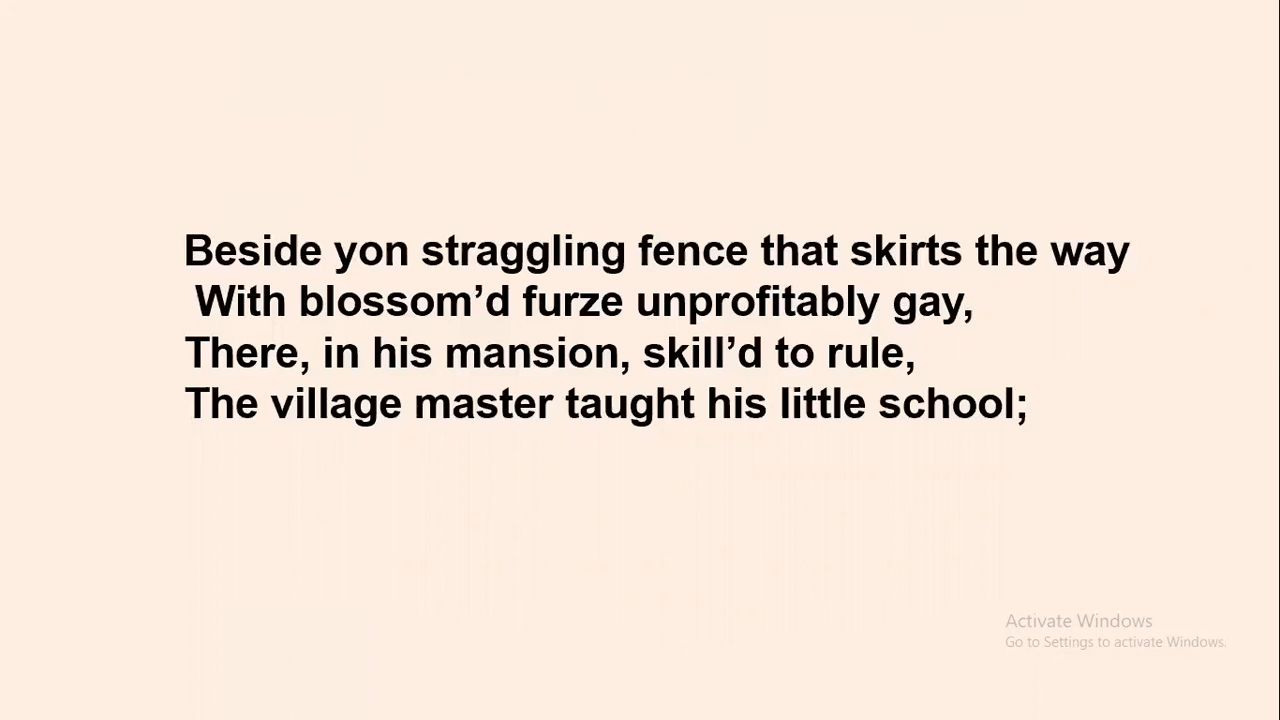 Beside yon straggling fence that skirts the way
With blossom’d furze unprofitably gay,
There, in his mansion, skill’d to rule,
The village master taught his little school;
Activate Windows
Go to Settings to activate Windows.